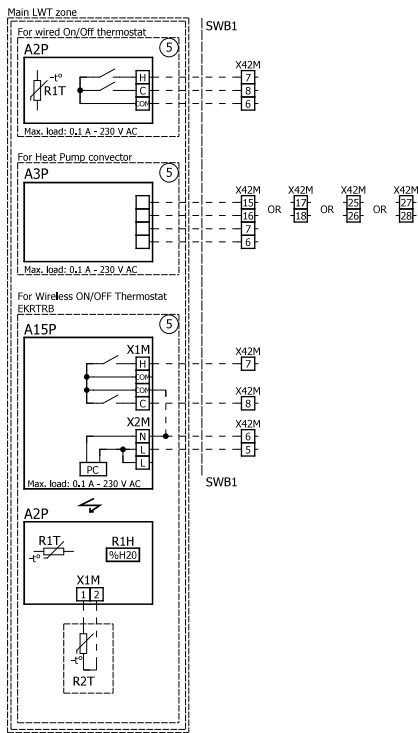 Main LWT zone
SWB1
For wired On/Off thermostat
5
A2P
-t°
R1T
H
C
COM
X42M
7
8
6
Max. load: 0.1 A - 230 V AC
For Heat Pump convector
5
A3P
X42M X42M X42M X42M
15 OR 17 OR 25 OR 27
16 18 26 28
7
6
Max. load: 0.1 A - 230 V AC
For Wireless ON/OFF Thermostat
EKRTRB
5
A15P
X1M
H
COM
COM
C
X42M
7
X42M
8
X2M
N
L
L
X42M
6
5
PC
Max. load: 0.1 A - 230 V AC
SWB1
A2P
R1T
-t°
R1H
%H20
X1M
1 2
-t°
R2T